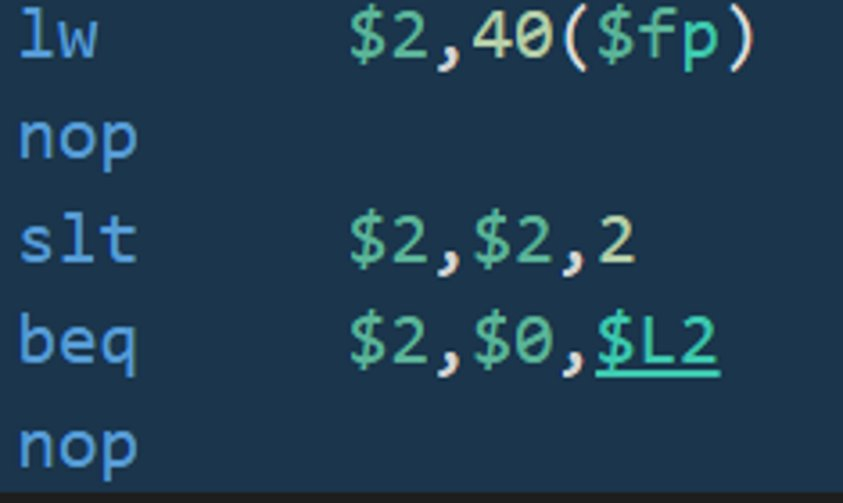 lw $2,40($fp)
nop
slt $2,$2,2
beq $2,$0,$L2
nop